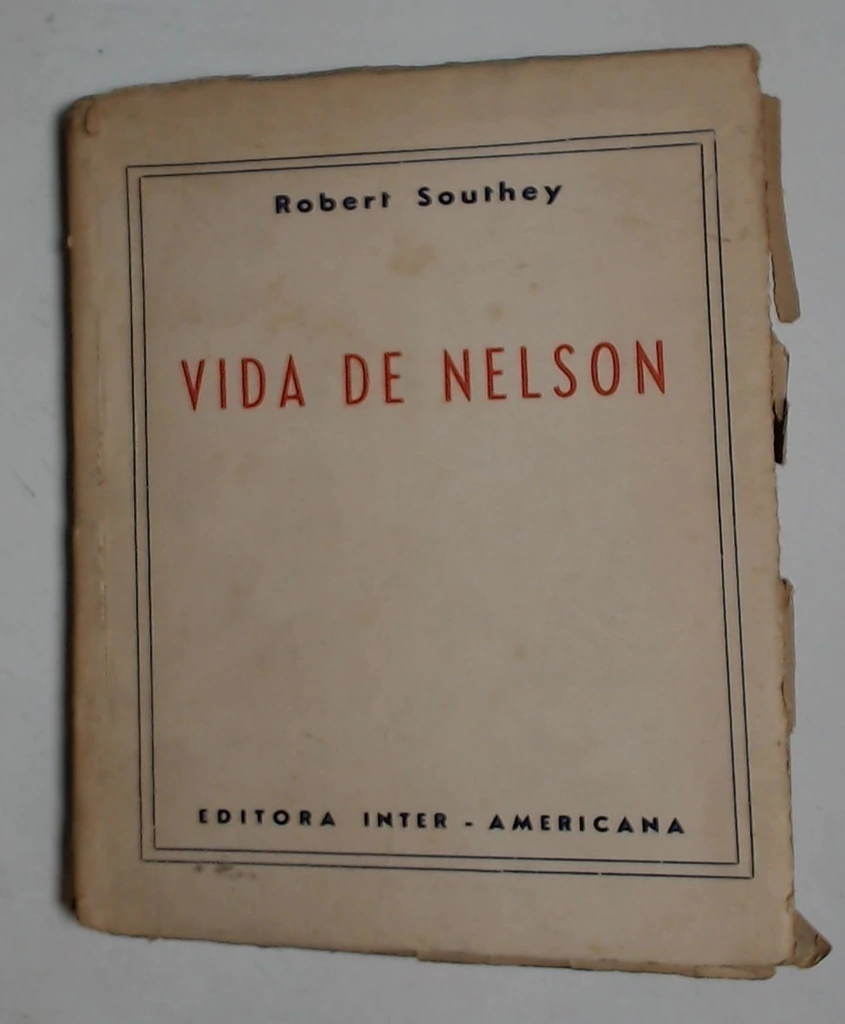 Robert Southey
VIDA DE NELSON
EDITORA INTER - AMERICANA